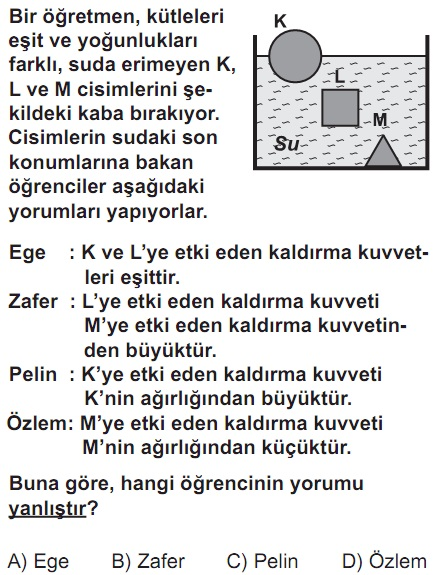 Bir öğretmen, kütleleri
eşit ve yoğunlukları
farklı, suda erimeyen K,
L ve M cisimlerini şe-
kildeki kaba bırakıyor.
Cisimlerin sudaki son
konumlarına bakan
öğrenciler aşağıdaki
yorumları yapıyorlar.
K
L
M
Su
Ege : K ve L'ye etki eden kaldırma kuvvet-
leri eşittir.
Zafer : L'ye etki eden kaldırma kuvveti
M'ye etki eden kaldırma kuvvetin-
den büyüktür.
Pelin : K'ye etki eden kaldırma kuvveti
K'nin ağırlığından büyüktür.
Özlem: M'ye etki eden kaldırma kuvveti
M'nin ağırlığından küçüktür.
Buna göre, hangi öğrencinin yorumu
yanlıştır?
A) Ege B) Zafer C) Pelin D) Özlem